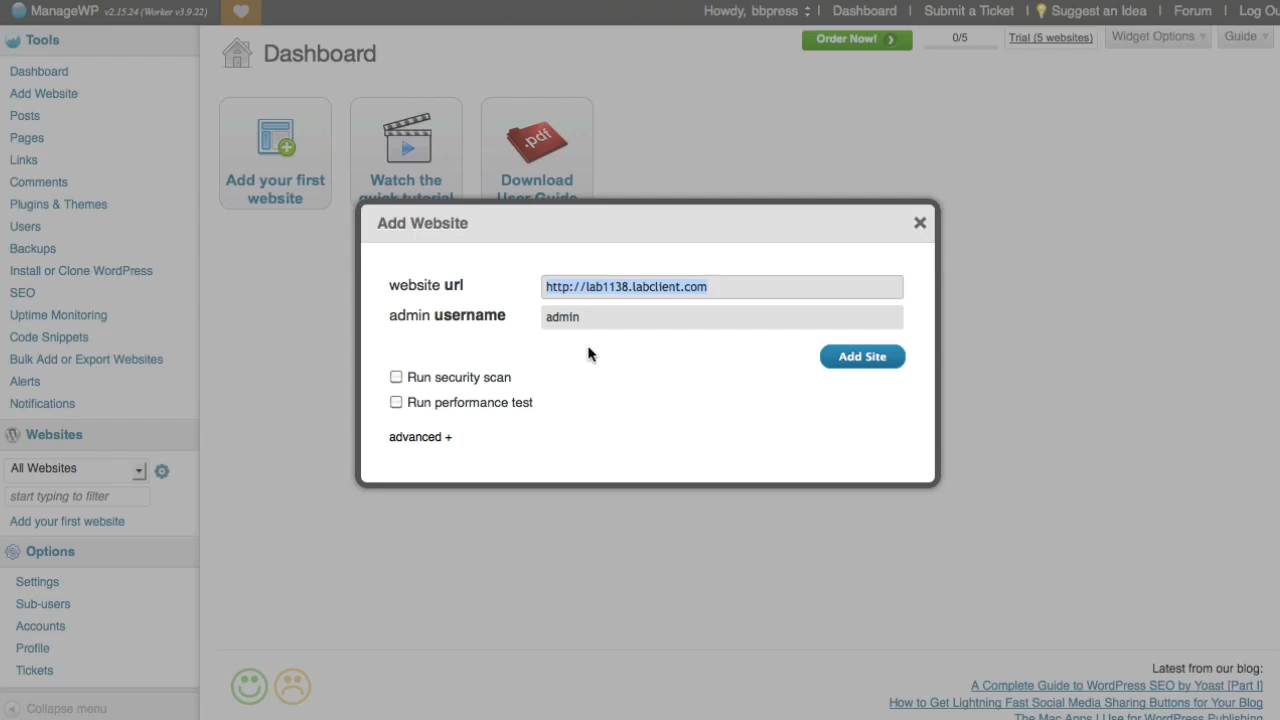 ManageWP v2.15.24 (Worker v3.9.22)
Howdy, bbpress | Dashboard | Submit a Ticket | Suggest an Idea | Forum | Log Ou
Tools
Dashboard
Add Website
Posts
Pages
Links
Comments
Plugins & Themes
Users
Backups
Install or Clone WordPress
SEO
Uptime Monitoring
Code Snippets
Bulk Add or Export Websites
Alerts
Notifications
Websites
All Websites
start typing to filter
Add your first website
Options
Settings
Sub-users
Accounts
Profile
Tickets
Collapse menu
Dashboard
Order Now!
0/5
Trial (5 websites)
Widget Options
Guide
Add your first
website
Watch the
quick tutorial
.pdf
Download
User Guide
Add Website
website url
http://lab1138.labclient.com
admin username
admin
Add Site
Run security scan
Run performance test
advanced +
Latest from our blog:
A Complete Guide to WordPress SEO by Yoast [Part I]
How to Get Lightning Fast Social Media Sharing Buttons for Your Blog
The Mac Apps I Use for WordPress Publishing